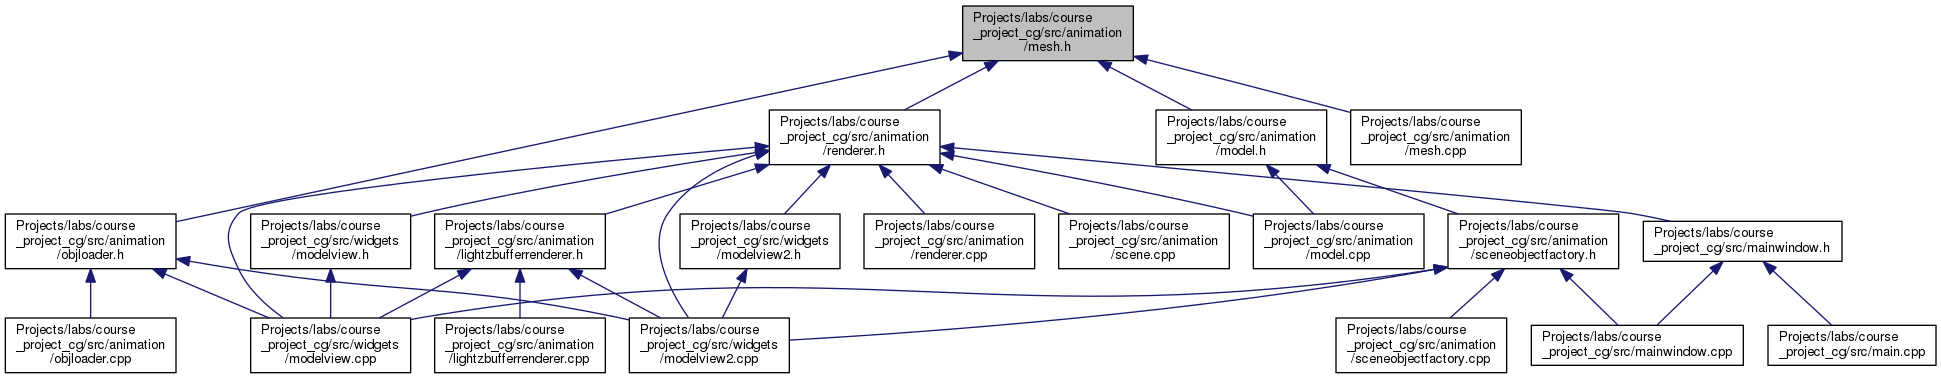 Projects/labs/course
_project_cg/src/animation
/mesh.h
Projects/labs/course
_project_cg/src/animation
/renderer.h
Projects/labs/course
_project_cg/src/animation
/model.h
Projects/labs/course
_project_cg/src/animation
/mesh.cpp
Projects/labs/course
_project_cg/src/animation
/objloader.h
Projects/labs/course
_project_cg/src/widgets
/modelview.h
Projects/labs/course
_project_cg/src/animation
/lightzbufferrenderer.h
Projects/labs/course
_project_cg/src/widgets
/modelview2.h
Projects/labs/course
_project_cg/src/animation
/renderer.cpp
Projects/labs/course
_project_cg/src/animation
/scene.cpp
Projects/labs/course
_project_cg/src/animation
/model.cpp
Projects/labs/course
_project_cg/src/animation
/sceneobjectfactory.h
Projects/labs/course
_project_cg/src/mainwindow.h
Projects/labs/course
_project_cg/src/animation
/objloader.cpp
Projects/labs/course
_project_cg/src/widgets
/modelview.cpp
Projects/labs/course
_project_cg/src/animation
/lightzbufferrenderer.cpp
Projects/labs/course
_project_cg/src/widgets
/modelview2.cpp
Projects/labs/course
_project_cg/src/animation
/sceneobjectfactory.cpp
Projects/labs/course
_project_cg/src/mainwindow.cpp
Projects/labs/course
_project_cg/src/main.cpp